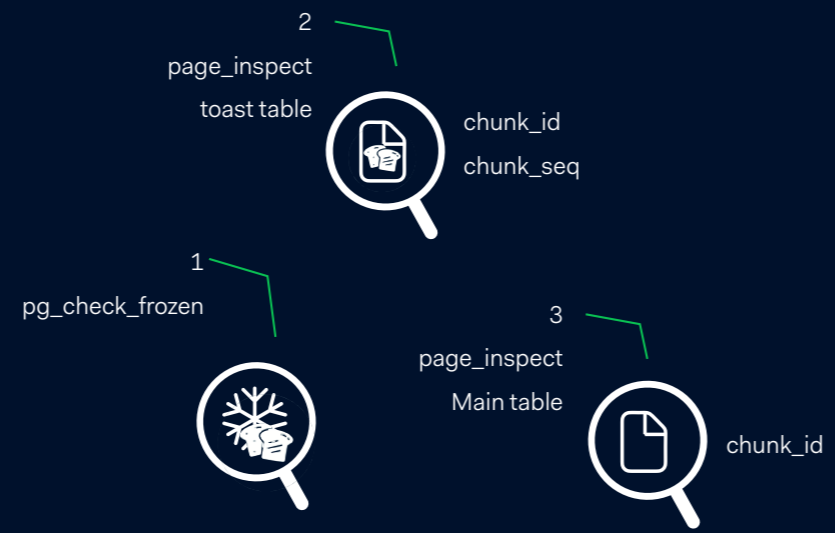 2
page_inspect
toast table
chunk_id
chunk_seq
1
pg_check_frozen
3
page_inspect
Main table
chunk_id